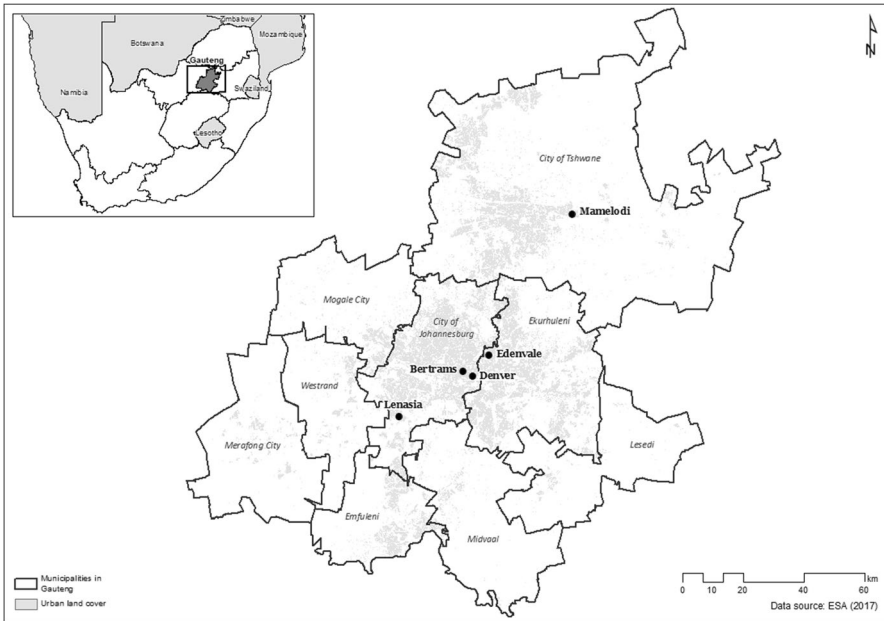 Zimbabwe
Mozambique
Botswana
Gauteng
Namibia
Swaziland
Lesotho
N
City of Tshwane
Mamelodi
Mogale City
City of
Johannesburg
Ekurhuleni
Edenvale
Bertrams
Denver
Westrand
Lenasia
Merafong City
Lesedi
Emfuleni
Midvaal
Municipalities in
Gauteng
Urban land cover
km
0 10 20 40 60
Data source: ESA (2017)